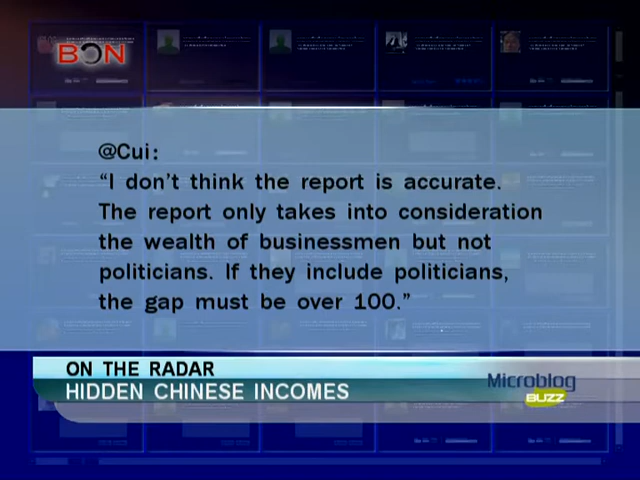 BON
@Cui:
“I don’t think the report is accurate.
The report only takes into consideration
the wealth of businessmen but not
politicians. If they include politicians,
the gap must be over 100.”
ON THE RADAR
HIDDEN CHINESE INCOMES
Microblog
BUZZ